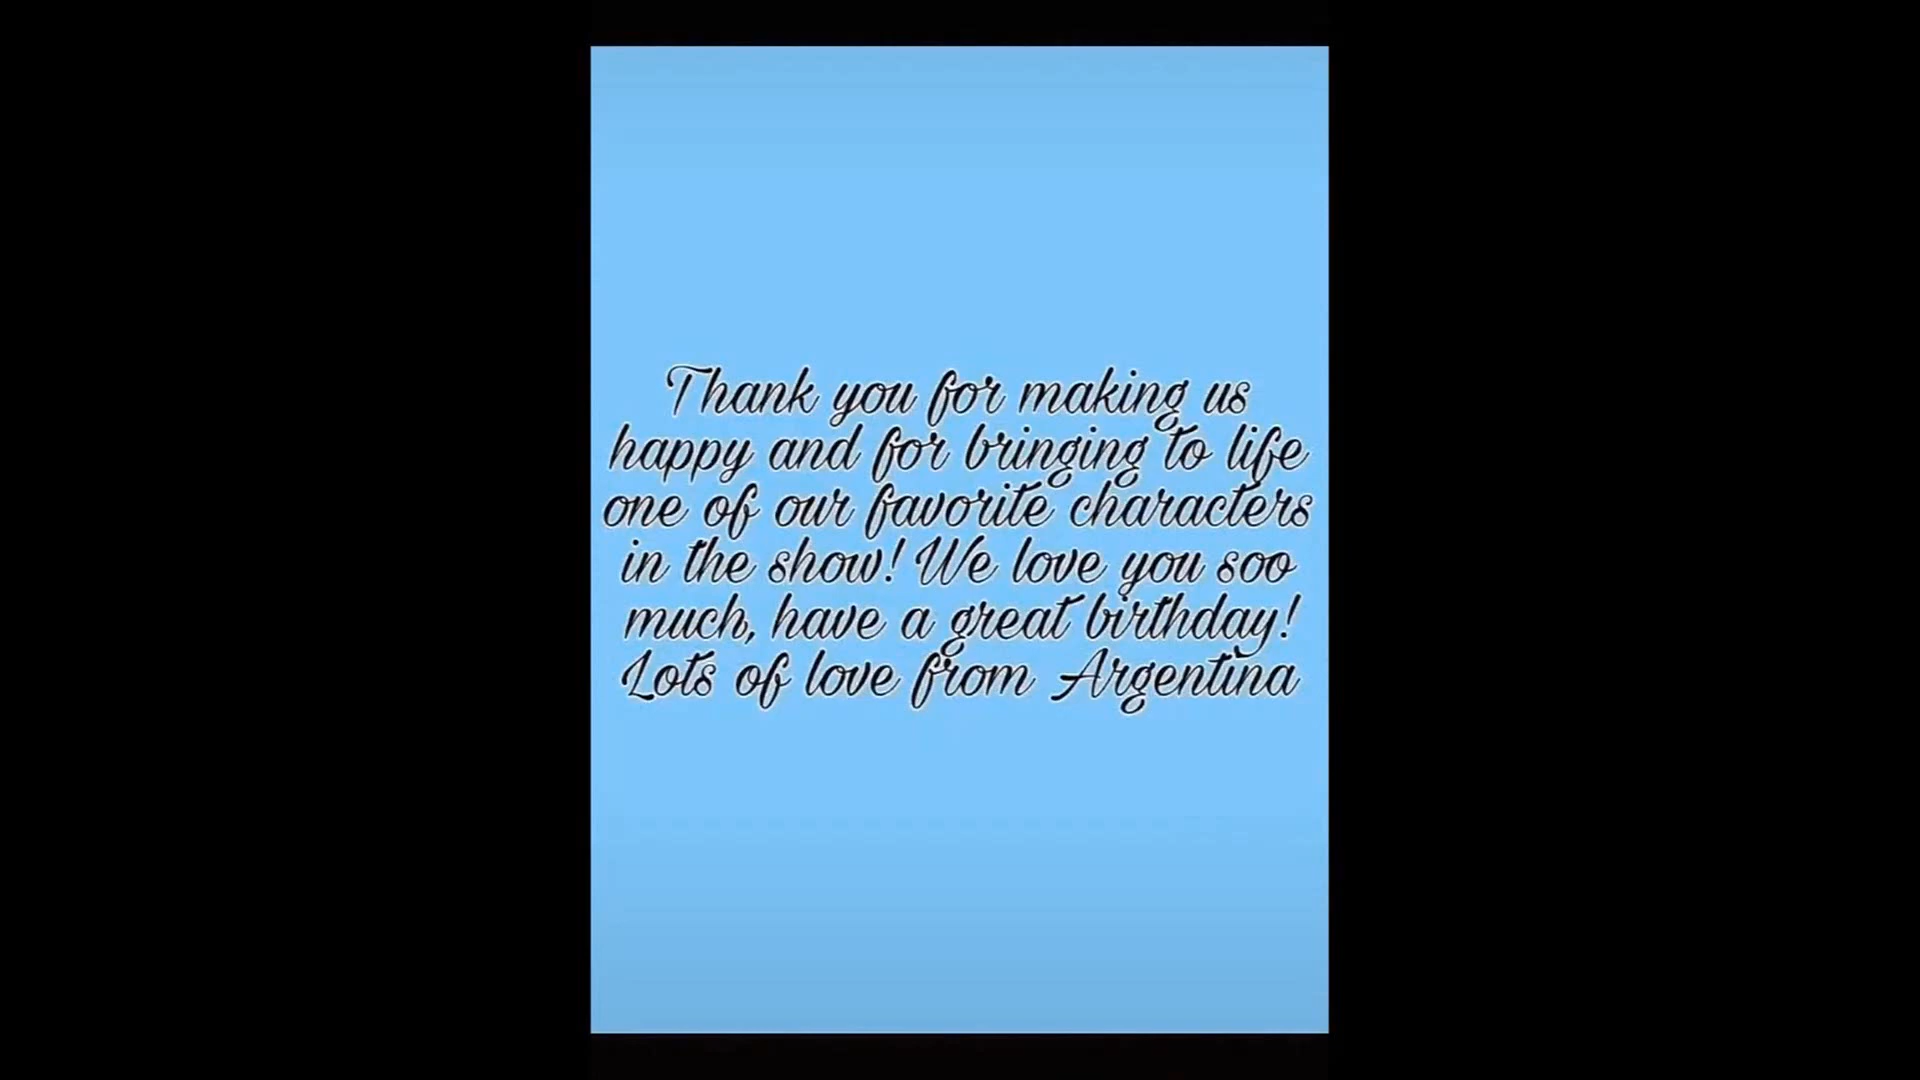 Thank you for making us
happy and for bringing to life
one of our favorite characters
in the show! We love you soo
much, have a great birthday!
Lots of love from Argentina